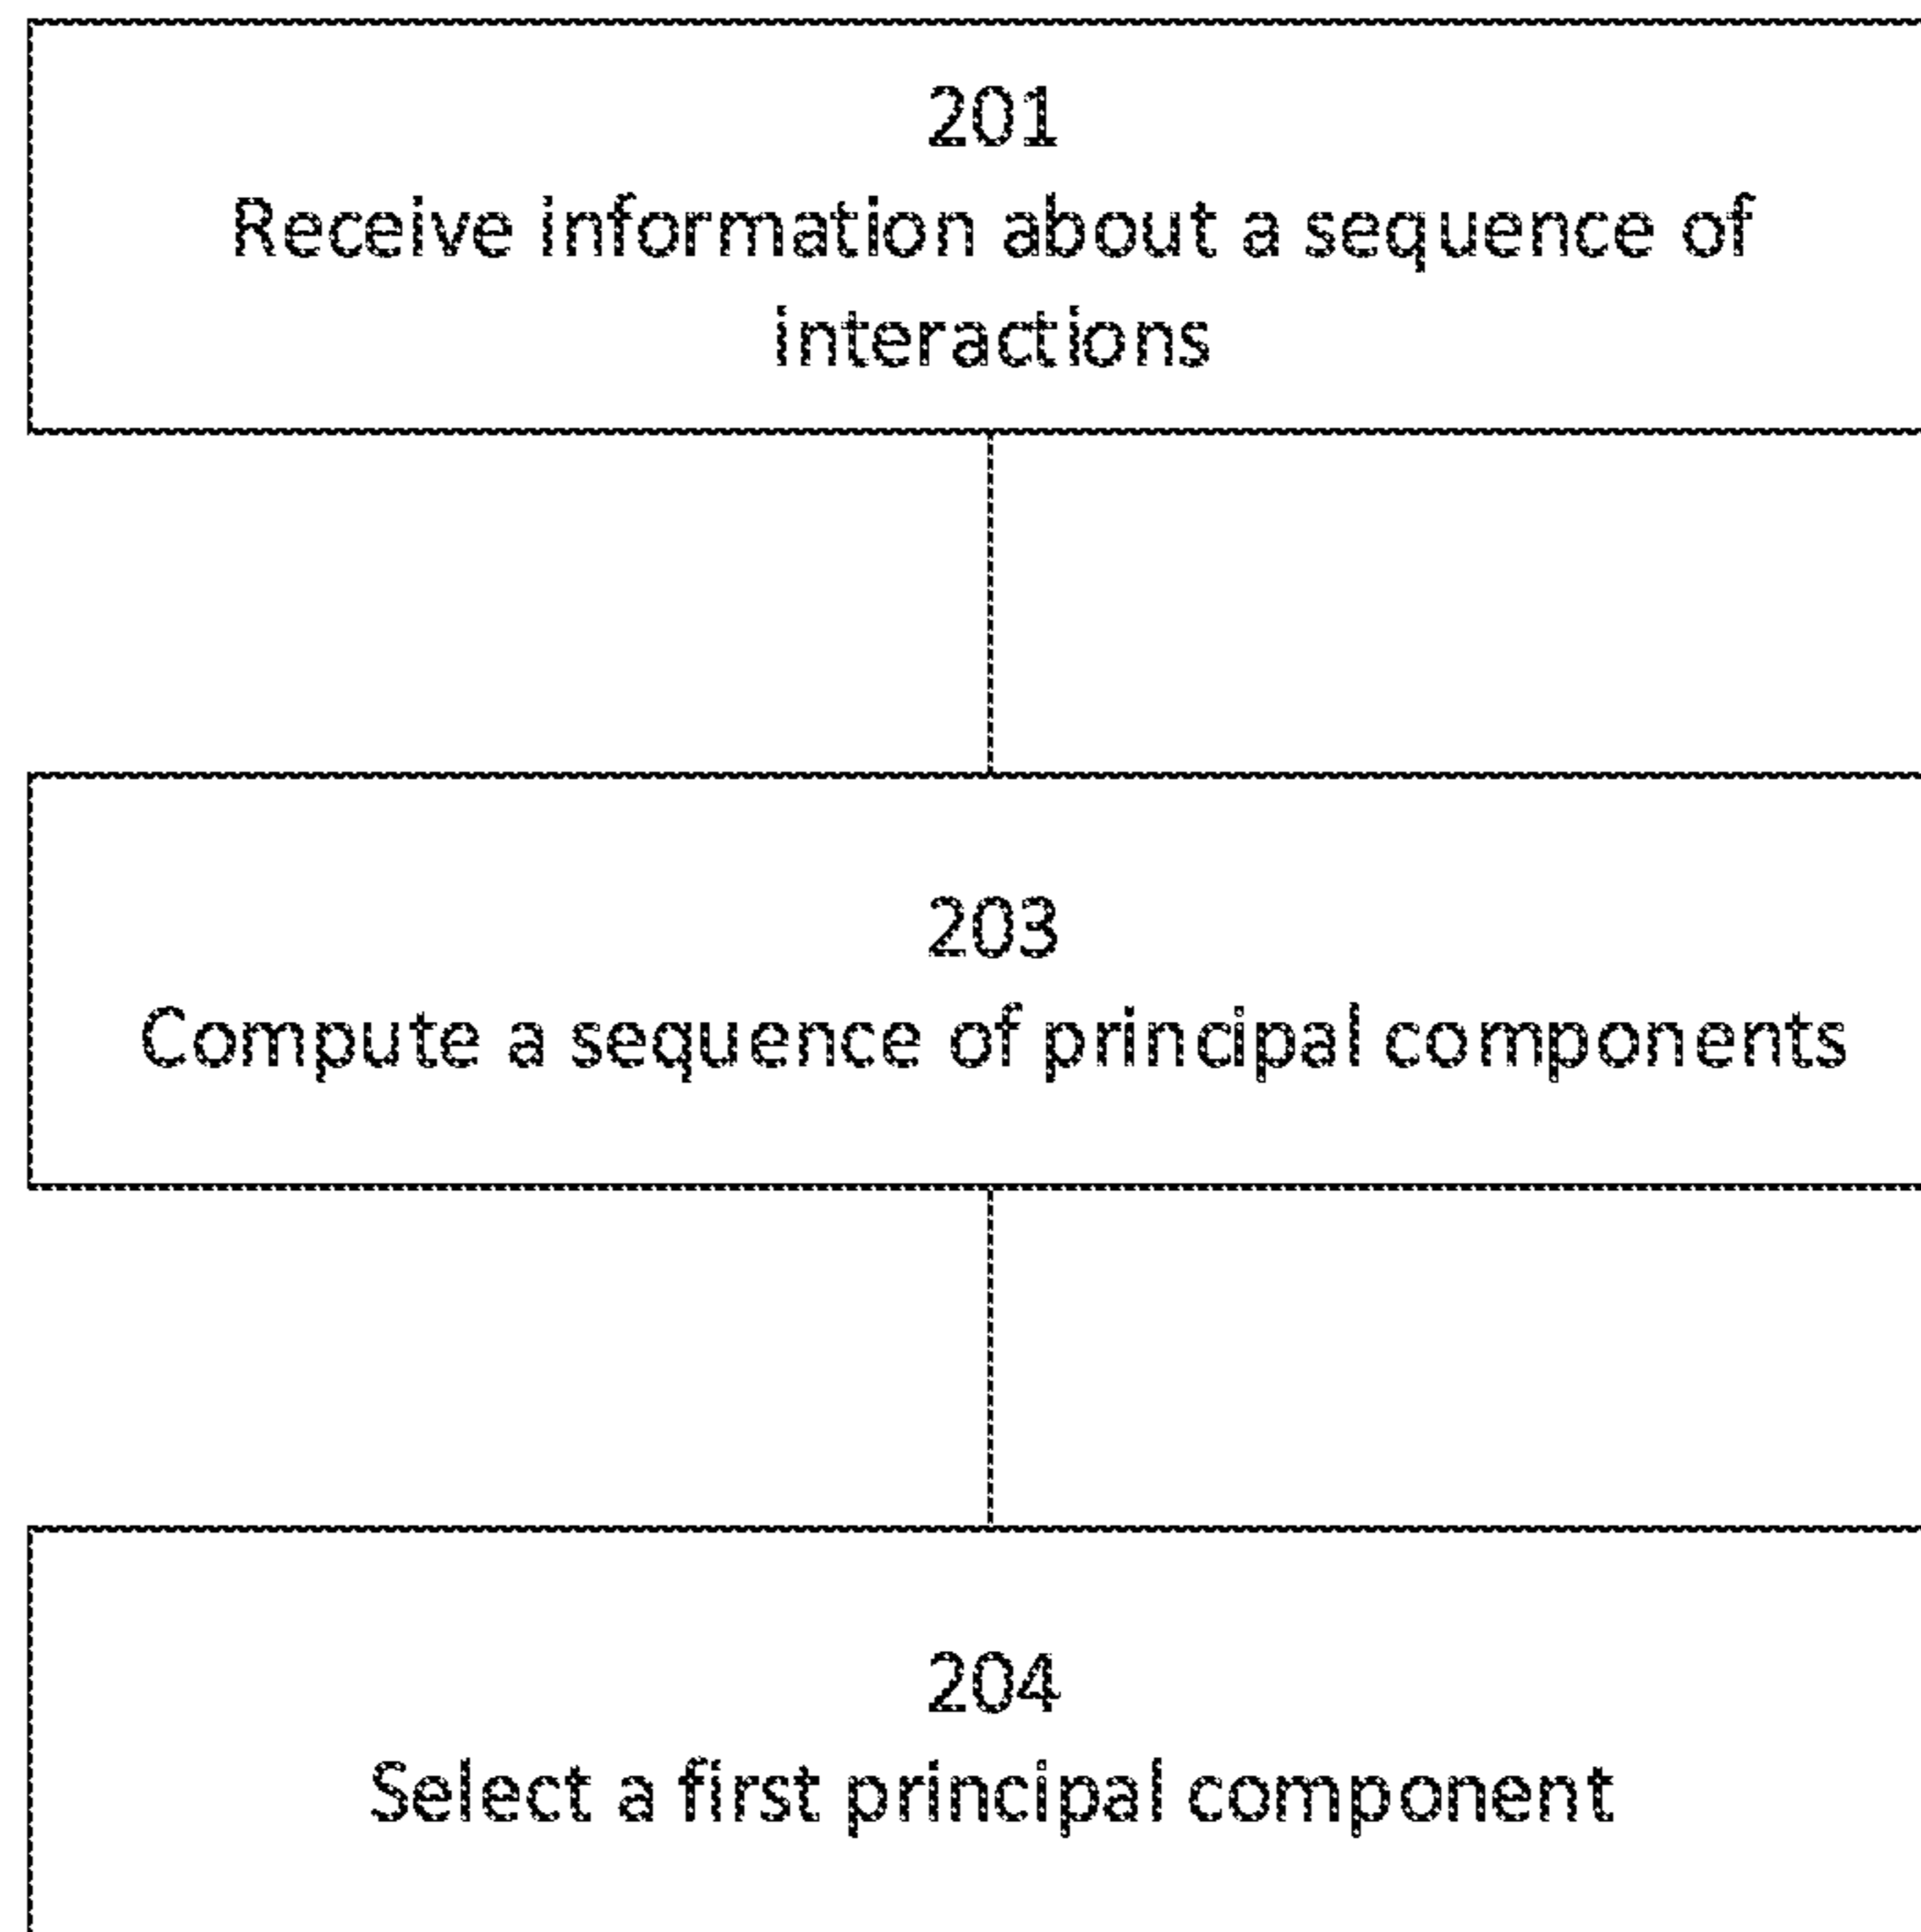 201
Receive information about a sequence of
interactions
203
Compute a sequence of principal components
204
Select a first principal component